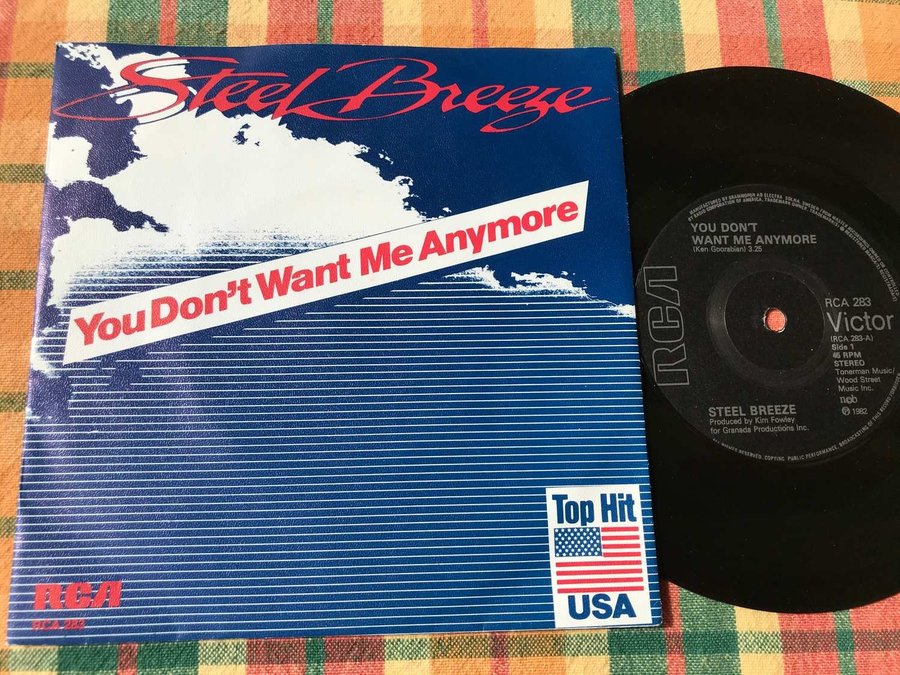 Steel Breeze
You Don't Want Me Anymore
Top Hit
USA
RCA
RCA 283
YOU DON'T
WANT ME ANYMORE
(Ken Goorabian) 3.25
RCA
RCA 283
Victor
(RCA 283-A)
Side 1
45 RPM
STEREO
Tonerman Music/
Wood Street
Music Inc.
ncb
℗ 1982
STEEL BREEZE
Produced by Kim Fowley
for Granada Productions Inc.